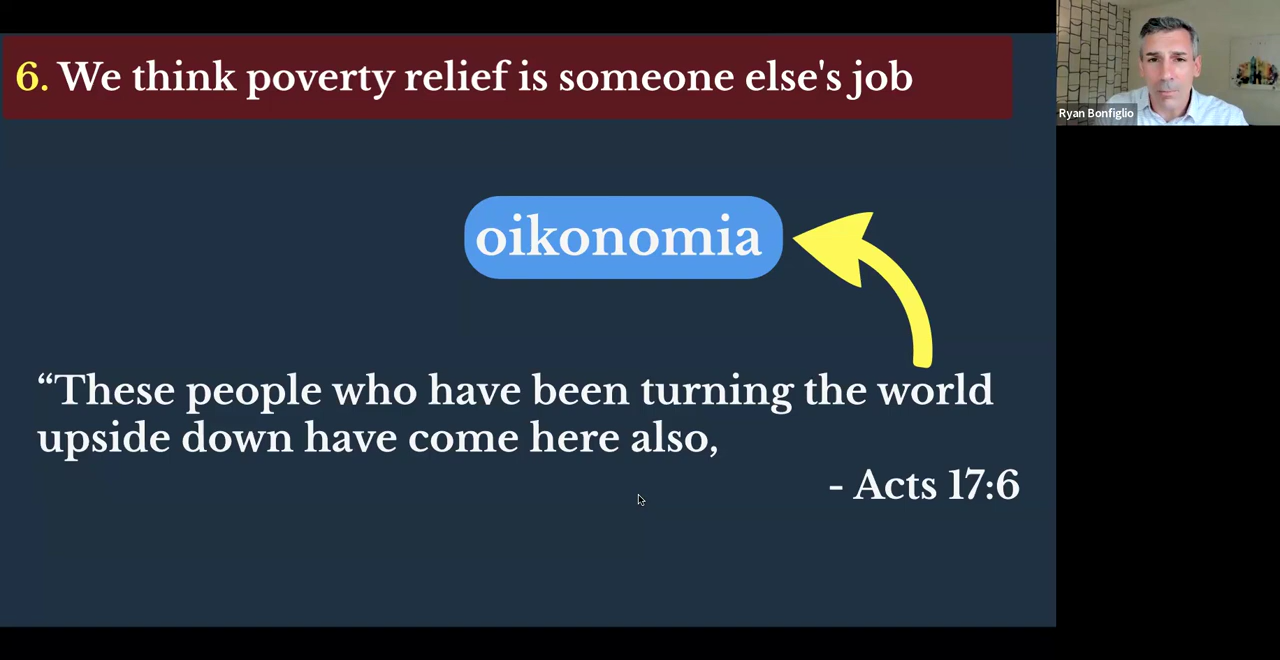 6. We think poverty relief is someone else's job
Ryan Bonfiglio
oikonomia
“These people who have been turning the world
upside down have come here also,
- Acts 17:6